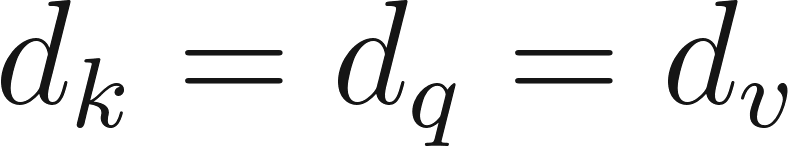 d_k = d_q = d_v